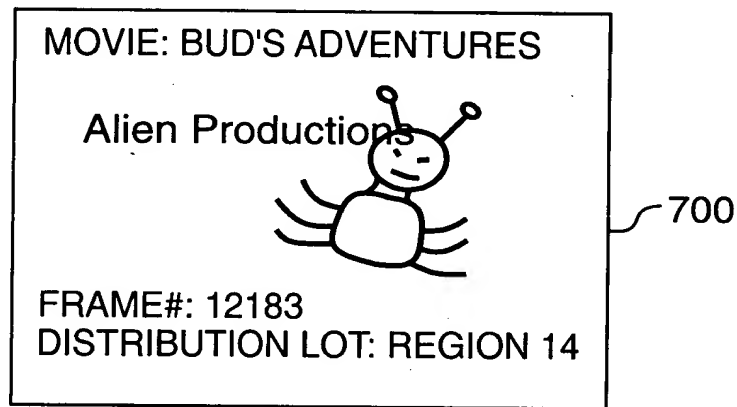 MOVIE: BUD'S ADVENTURES
Alien Productions
700
FRAME#: 12183
DISTRIBUTION LOT: REGION 14